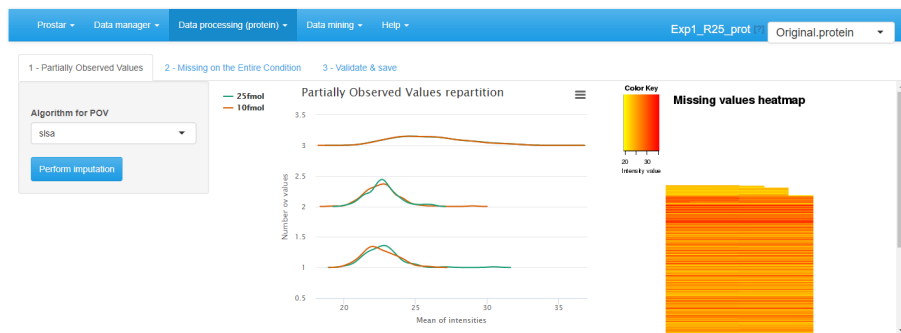 Prostar Data manager Data processing (protein) Data mining Help Exp1_R25_prot [?] Original.protein
1 - Partially Observed Values 2 - Missing on the Entire Condition 3 - Validate & save
Algorithm for POV
slsa
Perform imputation
25fmol
10fmol
Partially Observed Values repartition
Number ov values
3.5
3
2.5
2
1.5
1
0.5
20 25 30 35
Mean of intensities
Color Key
20 30
Intensity value
Missing values heatmap